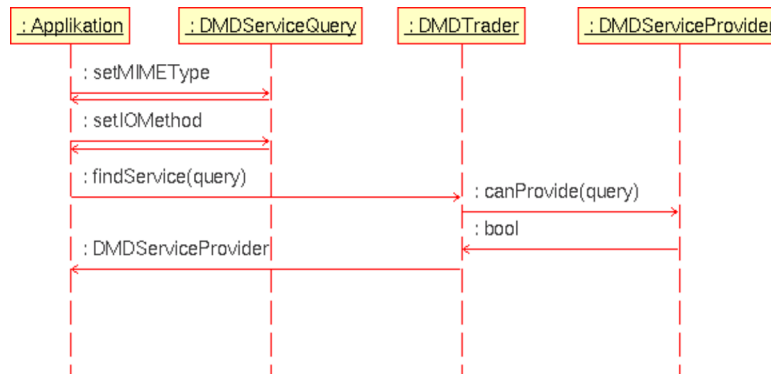 : Applikation
: DMDServiceQuery
: DMDTrader
: DMDServiceProvider
: setMIMEType
: setIOMethod
: findService(query)
: canProvide(query)
: bool
: DMDServiceProvider